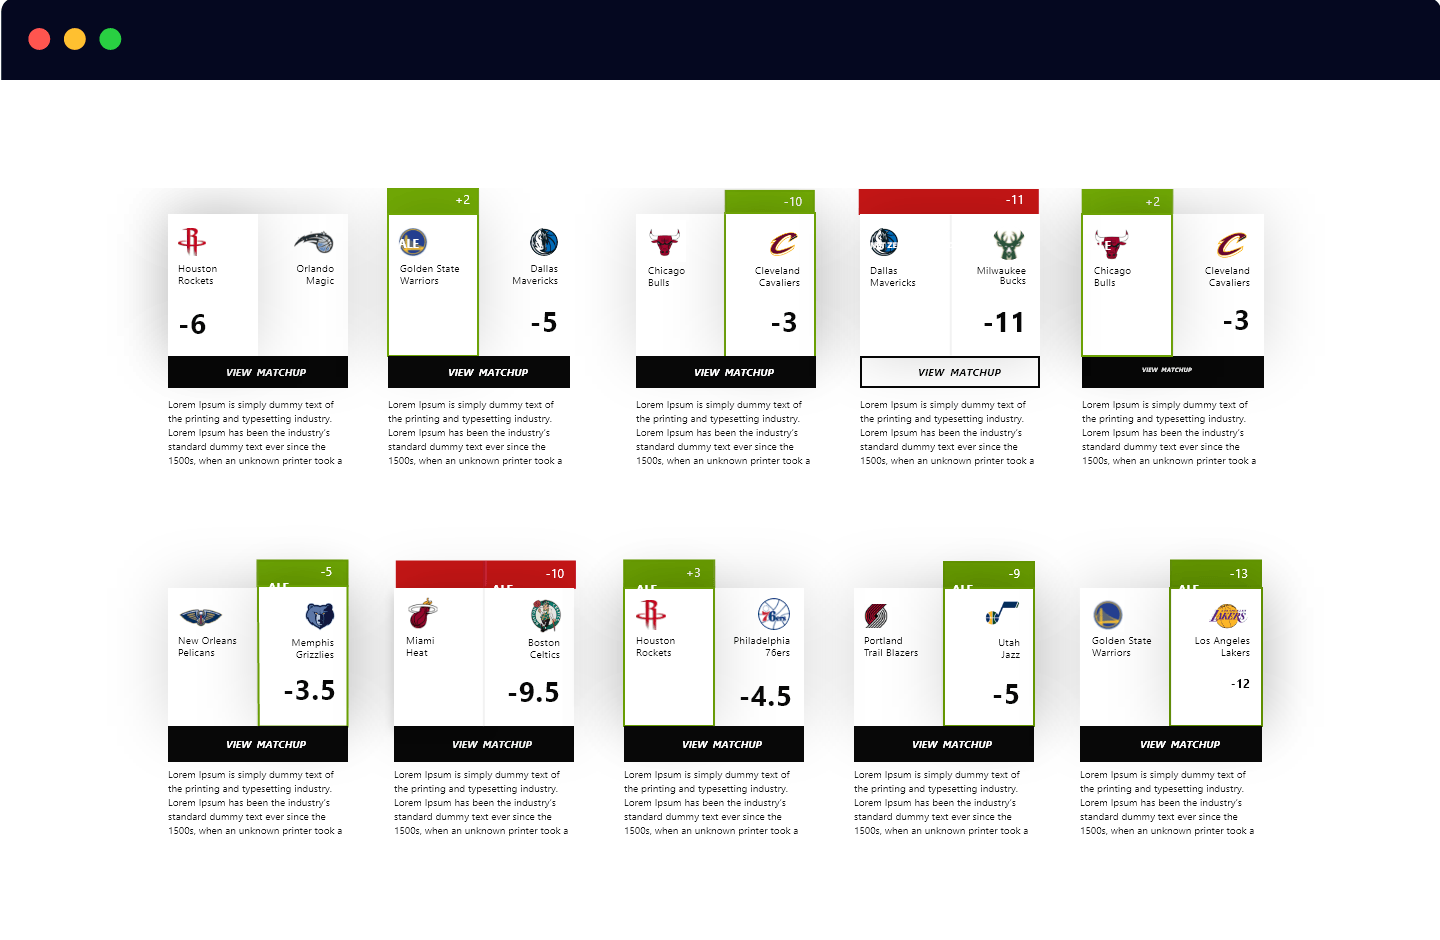 Houston
Rockets
Orlando
Magic
-6
VIEW MATCHUP
Lorem Ipsum is simply dummy text of
the printing and typesetting industry.
Lorem Ipsum has been the industry's
standard dummy text ever since the
1500s, when an unknown printer took a
+2
ALF
Golden State
Warriors
Dallas
Mavericks
-5
VIEW MATCHUP
Lorem Ipsum is simply dummy text of
the printing and typesetting industry.
Lorem Ipsum has been the industry's
standard dummy text ever since the
1500s, when an unknown printer took a
-10
Chicago
Bulls
Cleveland
Cavaliers
-3
VIEW MATCHUP
Lorem Ipsum is simply dummy text of
the printing and typesetting industry.
Lorem Ipsum has been the industry's
standard dummy text ever since the
1500s, when an unknown printer took a
-11
Dallas
Mavericks
Milwaukee
Bucks
-11
VIEW MATCHUP
Lorem Ipsum is simply dummy text of
the printing and typesetting industry.
Lorem Ipsum has been the industry's
standard dummy text ever since the
1500s, when an unknown printer took a
+2
Chicago
Bulls
Cleveland
Cavaliers
-3
VIEW MATCHUP
Lorem Ipsum is simply dummy text of
the printing and typesetting industry.
Lorem Ipsum has been the industry's
standard dummy text ever since the
1500s, when an unknown printer took a
-5
New Orleans
Pelicans
Memphis
Grizzlies
-3.5
VIEW MATCHUP
Lorem Ipsum is simply dummy text of
the printing and typesetting industry.
Lorem Ipsum has been the industry's
standard dummy text ever since the
1500s, when an unknown printer took a
-10
Miami
Heat
Boston
Celtics
-9.5
VIEW MATCHUP
Lorem Ipsum is simply dummy text of
the printing and typesetting industry.
Lorem Ipsum has been the industry's
standard dummy text ever since the
1500s, when an unknown printer took a
+3
Houston
Rockets
76ers
Philadelphia
76ers
-4.5
VIEW MATCHUP
Lorem Ipsum is simply dummy text of
the printing and typesetting industry.
Lorem Ipsum has been the industry's
standard dummy text ever since the
1500s, when an unknown printer took a
-9
Portland
Trail Blazers
Utah
Jazz
-5
VIEW MATCHUP
Lorem Ipsum is simply dummy text of
the printing and typesetting industry.
Lorem Ipsum has been the industry's
standard dummy text ever since the
1500s, when an unknown printer took a
-13
Golden State
Warriors
LAKERS
Los Angeles
Lakers
-12
VIEW MATCHUP
Lorem Ipsum is simply dummy text of
the printing and typesetting industry.
Lorem Ipsum has been the industry's
standard dummy text ever since the
1500s, when an unknown printer took a